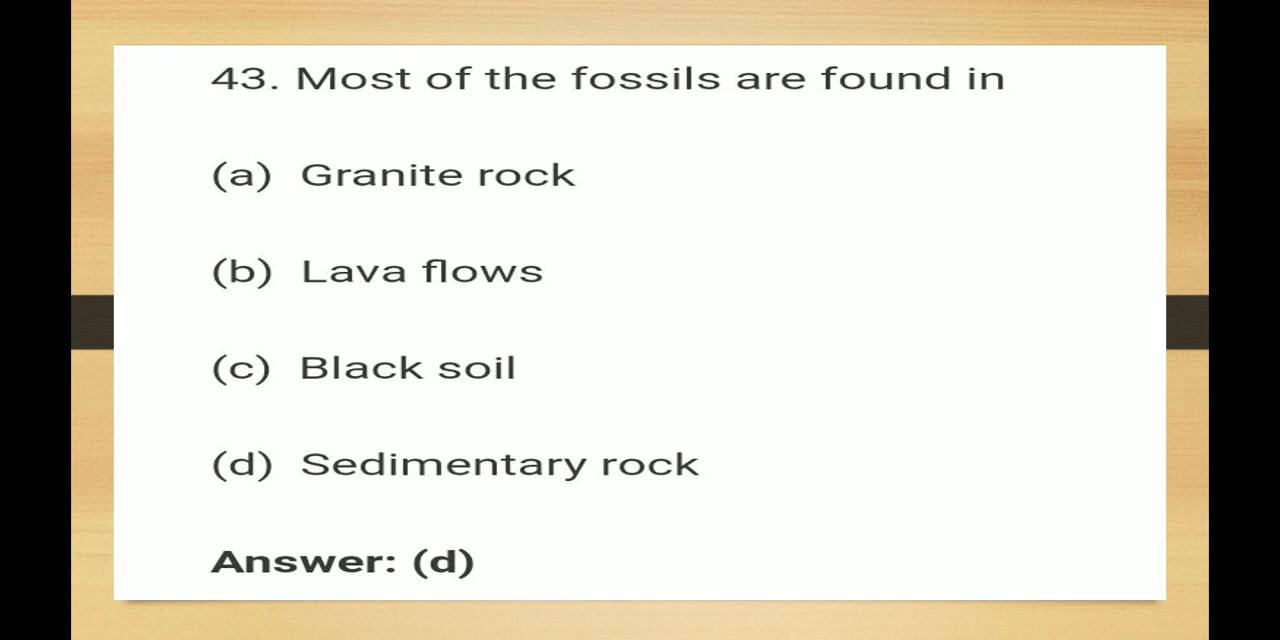 43. Most of the fossils are found in
(a) Granite rock
(b) Lava flows
(c) Black soil
(d) Sedimentary rock
Answer: (d)